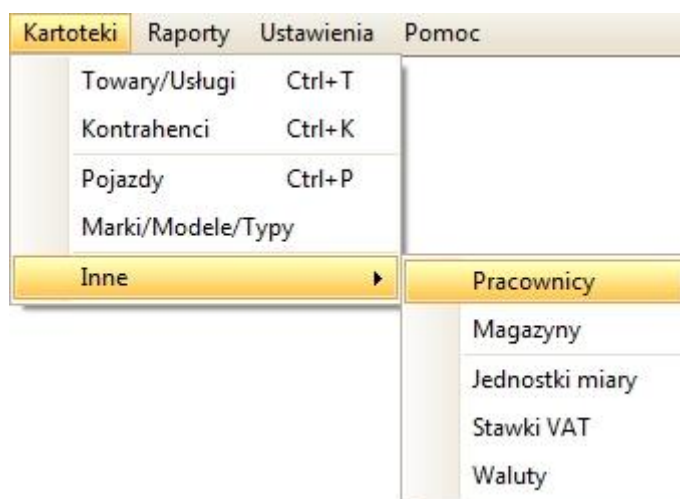 Kartoteki Raporty Ustawienia Pomoc
Towary/Usługi Ctrl+T
Kontrahenci Ctrl+K
Pojazdy Ctrl+P
Marki/Modele/Typy
Inne
Pracownicy
Magazyny
Jednostki miary
Stawki VAT
Waluty